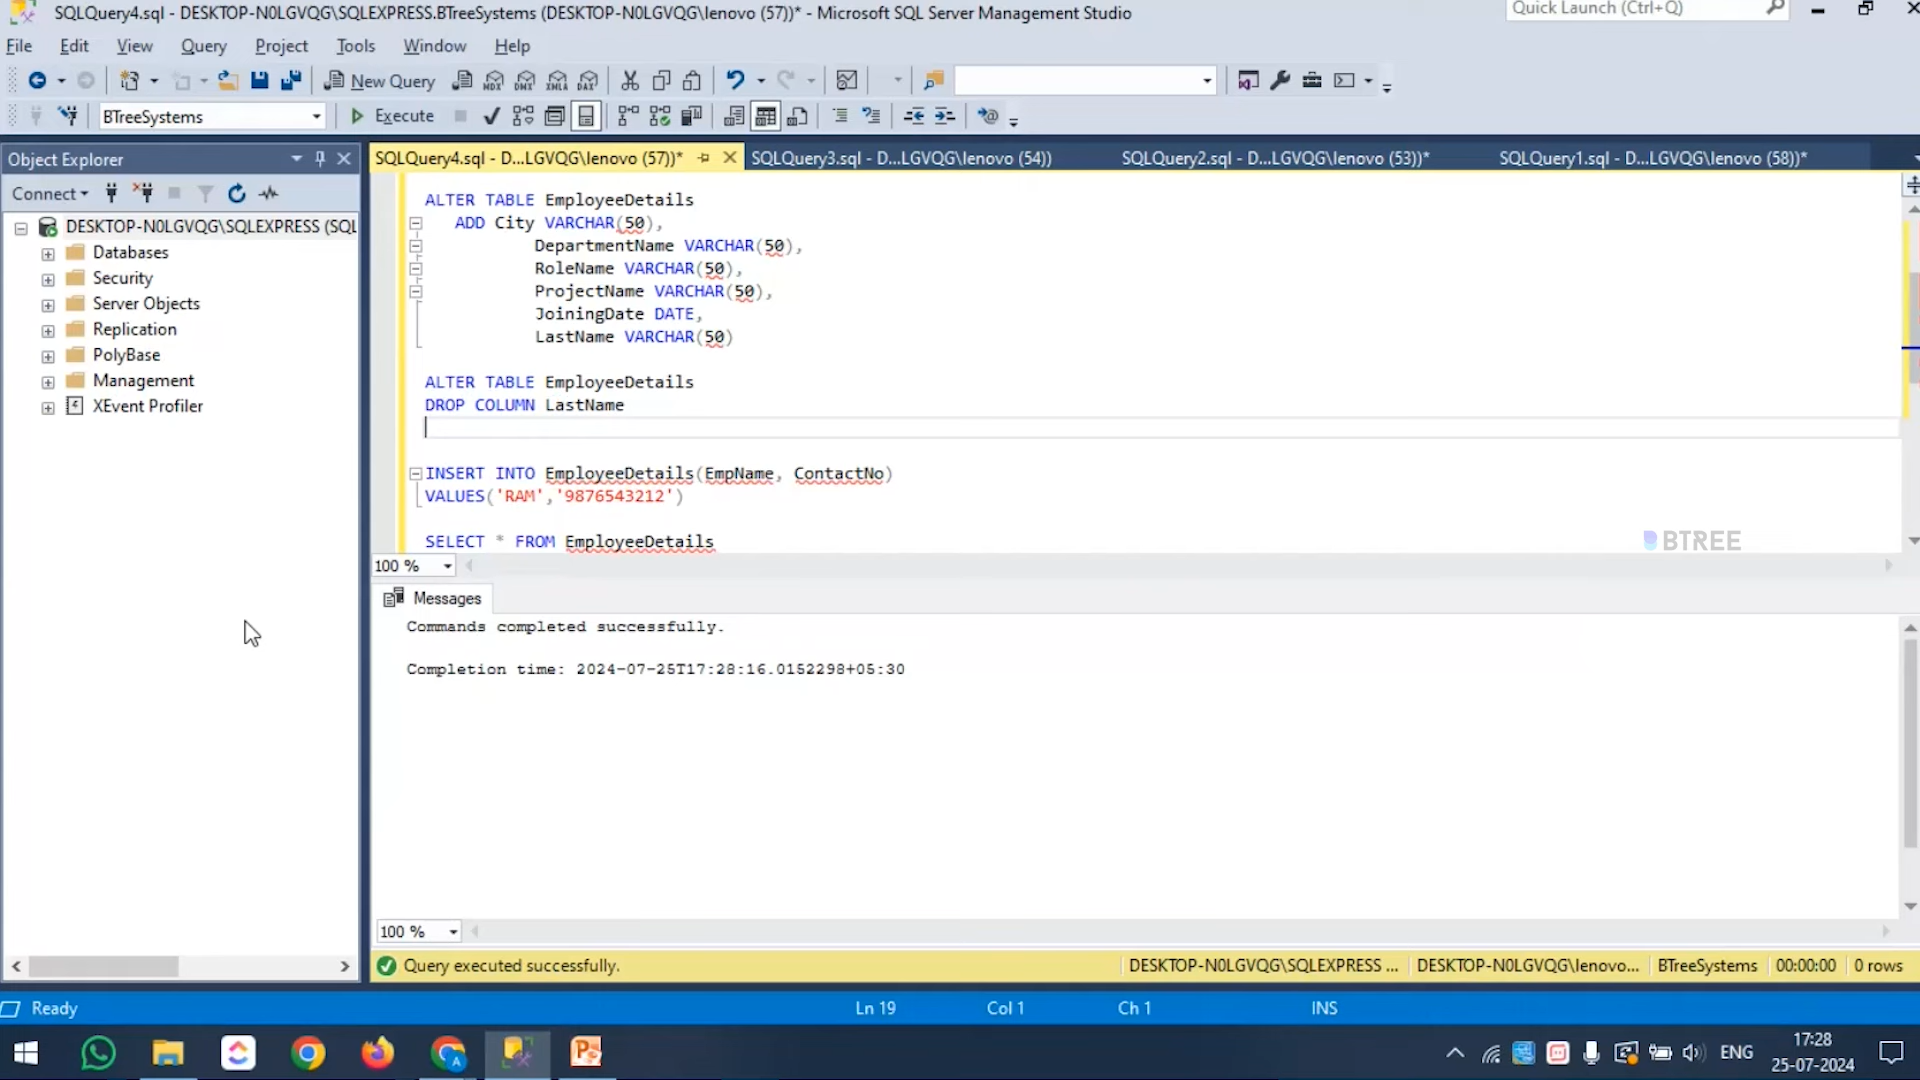 SQLQuery4.sql - DESKTOP-N0LGVQG\SQLEXPRESS.BTreeSystems (DESKTOP-N0LGVQG\lenovo (57))* - Microsoft SQL Server Management Studio
Quick Launch (Ctrl+Q)
File Edit View Query Project Tools Window Help
New Query MDX DMX XMLA DAX
BTreeSystems Execute
Object Explorer
SQLQuery4.sql - D...LGVQG\lenovo (57))* SQLQuery3.sql - D...LGVQG\lenovo (54)) SQLQuery2.sql - D...LGVQG\lenovo (53))* SQLQuery1.sql - D...LGVQG\lenovo (58))*
Connect
DESKTOP-N0LGVQG\SQLEXPRESS (SQL
Databases
Security
Server Objects
Replication
PolyBase
Management
XEvent Profiler
ALTER TABLE EmployeeDetails
ADD City VARCHAR(50),
DepartmentName VARCHAR(50),
RoleName VARCHAR(50),
ProjectName VARCHAR(50),
JoiningDate DATE,
LastName VARCHAR(50)
ALTER TABLE EmployeeDetails
DROP COLUMN LastName
INSERT INTO EmployeeDetails(EmpName, ContactNo)
VALUES('RAM','9876543212')
SELECT * FROM EmployeeDetails
BTREE
100 %
Messages
Commands completed successfully.
Completion time: 2024-07-25T17:28:16.0152298+05:30
100 %
Query executed successfully. DESKTOP-N0LGVQG\SQLEXPRESS ... DESKTOP-N0LGVQG\lenovo... BTreeSystems 00:00:00 0 rows
Ready Ln 19 Col 1 Ch 1 INS
ENG
17:28
25-07-2024